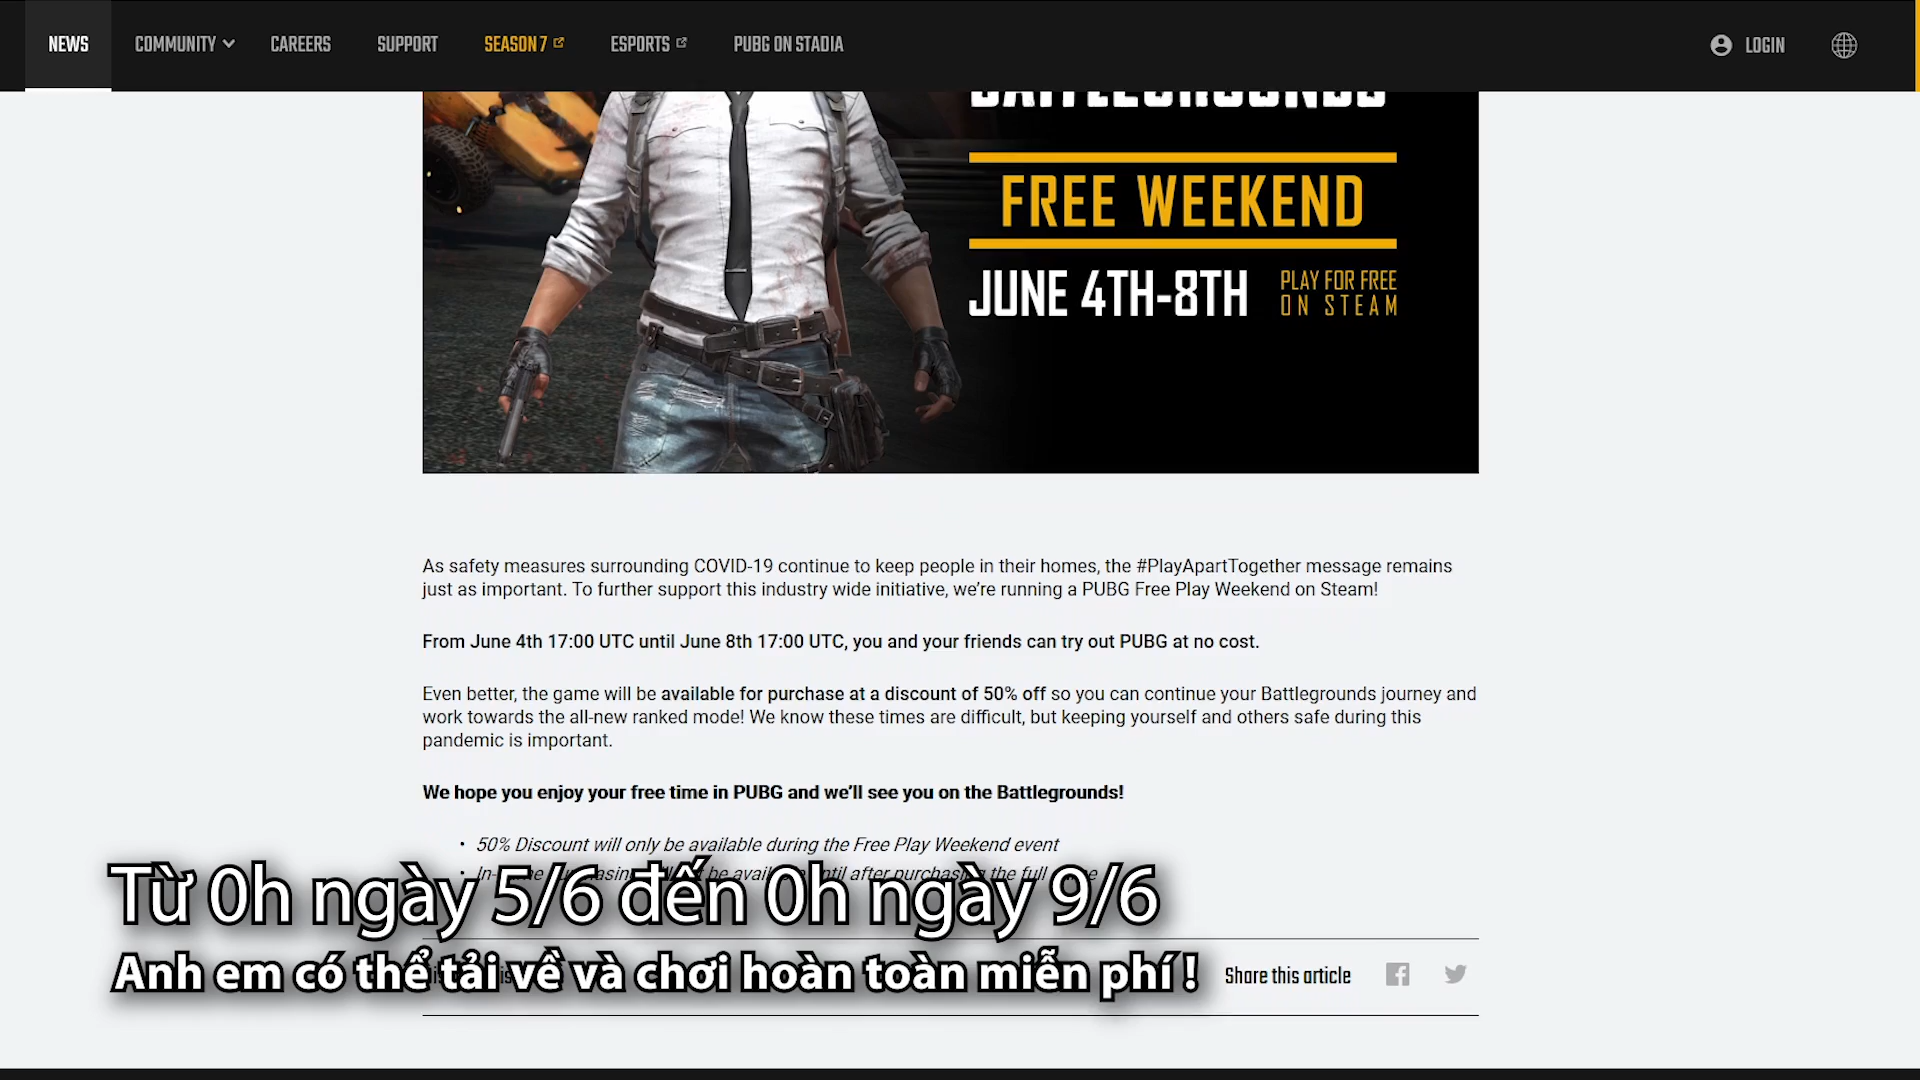 NEWS COMMUNITY CAREERS SUPPORT SEASON 7 ESPORTS PUBG ON STADIA LOGIN
BATTLEGROUNDS
FREE WEEKEND
JUNE 4TH-8TH PLAY FOR FREE
ON STEAM
As safety measures surrounding COVID-19 continue to keep people in their homes, the #PlayApartTogether message remains
just as important. To further support this industry wide initiative, we're running a PUBG Free Play Weekend on Steam!
From June 4th 17:00 UTC until June 8th 17:00 UTC, you and your friends can try out PUBG at no cost.
Even better, the game will be available for purchase at a discount of 50% off so you can continue your Battlegrounds journey and
work towards the all-new ranked mode! We know these times are difficult, but keeping yourself and others safe during this
pandemic is important.
We hope you enjoy your free time in PUBG and we'll see you on the Battlegrounds!
• 50% Discount will only be available during the Free Play Weekend event
• be until after purchasing the full
Từ 0h ngày 5/6 đến 0h ngày 9/6
Anh em có thể tải về và chơi hoàn toàn miễn phí !
Share this article